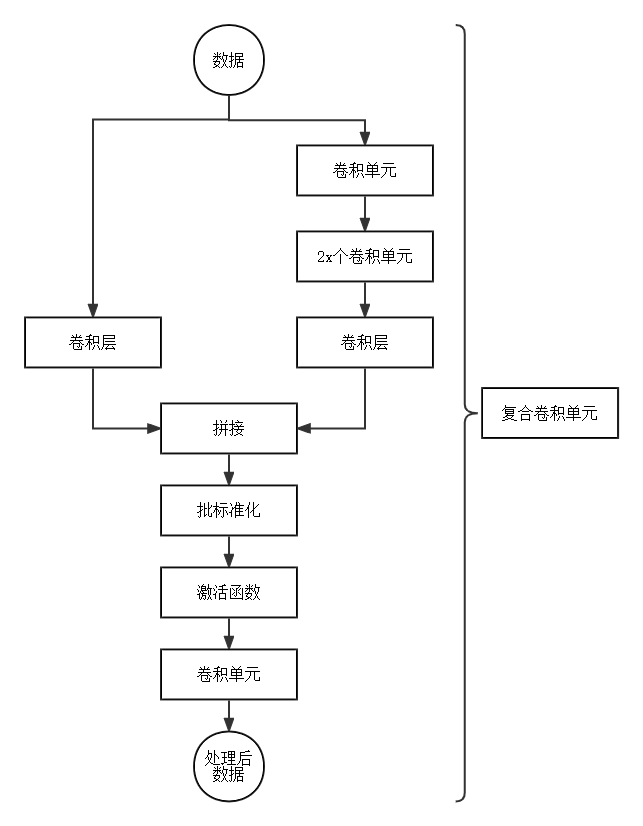 数据
卷积单元
2x个卷积单元
卷积层
卷积层
拼接
批标准化
激活函数
卷积单元
处理后
数据
复合卷积单元